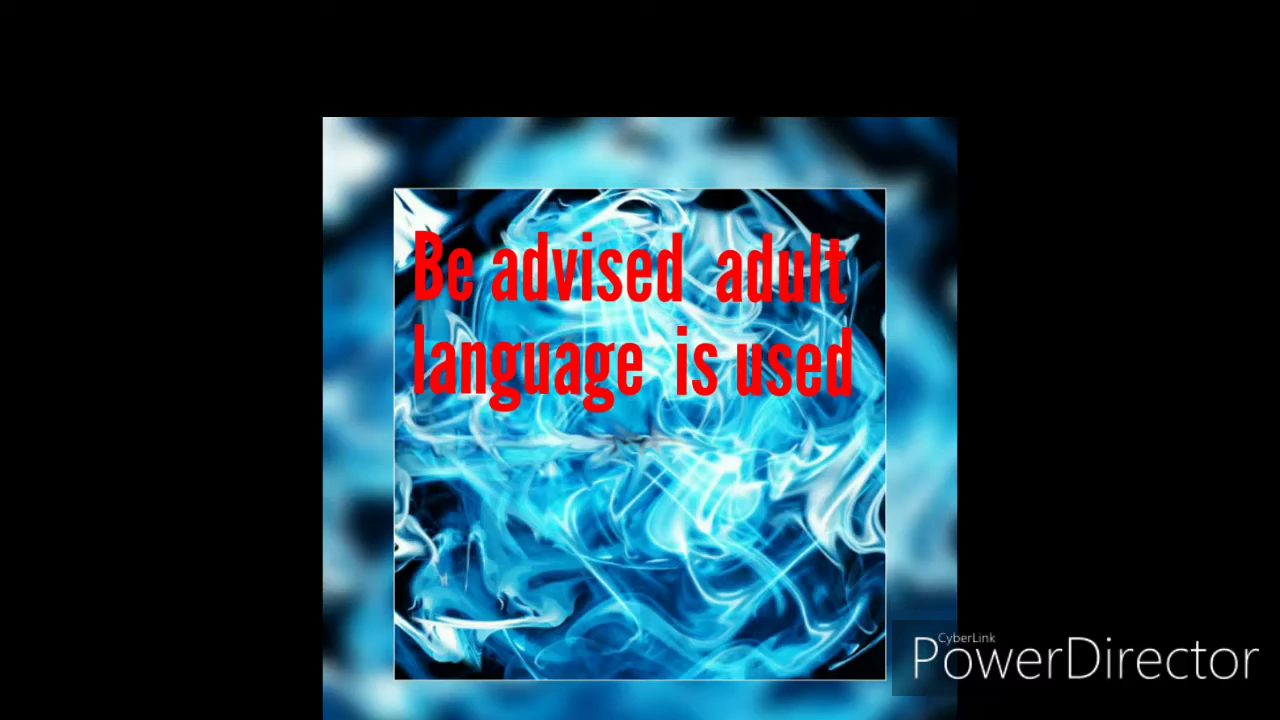 Be advised adult
language is used
CyberLink
PowerDirector